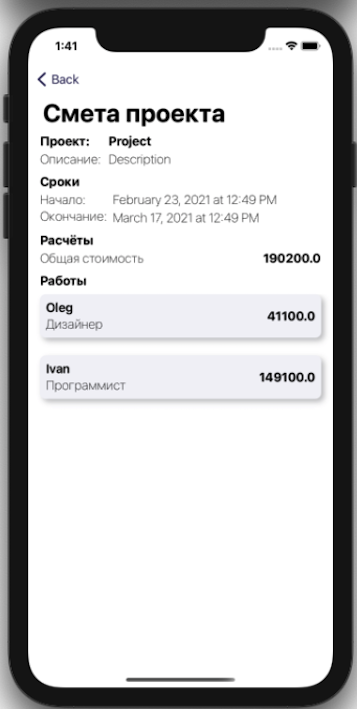 1:41
Back
Смета проекта
Проект: Project
Описание: Description
Сроки
Начало: February 23, 2021 at 12:49 PM
Окончание: March 17, 2021 at 12:49 PM
Расчёты
Общая стоимость 190200.0
Работы
Oleg
Дизайнер
41100.0
Ivan
Программист
149100.0